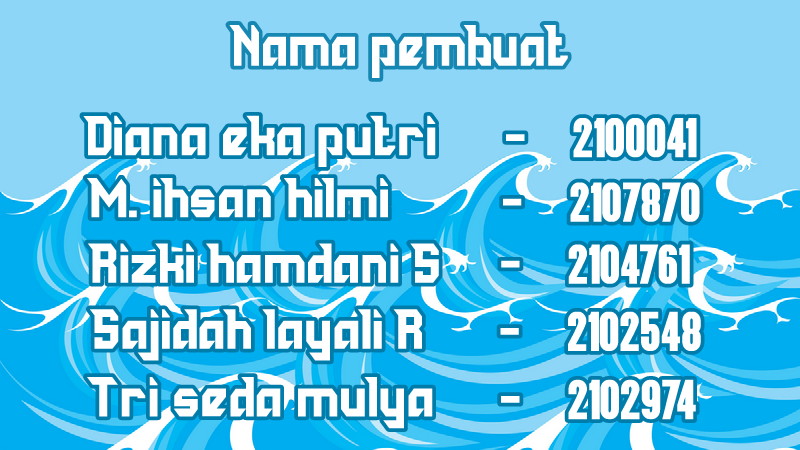 Nama pembuat
Diana eka putri - 2100041
M. ihsan hilmi - 2107870
Rizki hamdani S - 2104761
Sajidah layali R - 2102548
Tri seda mulya - 2102974